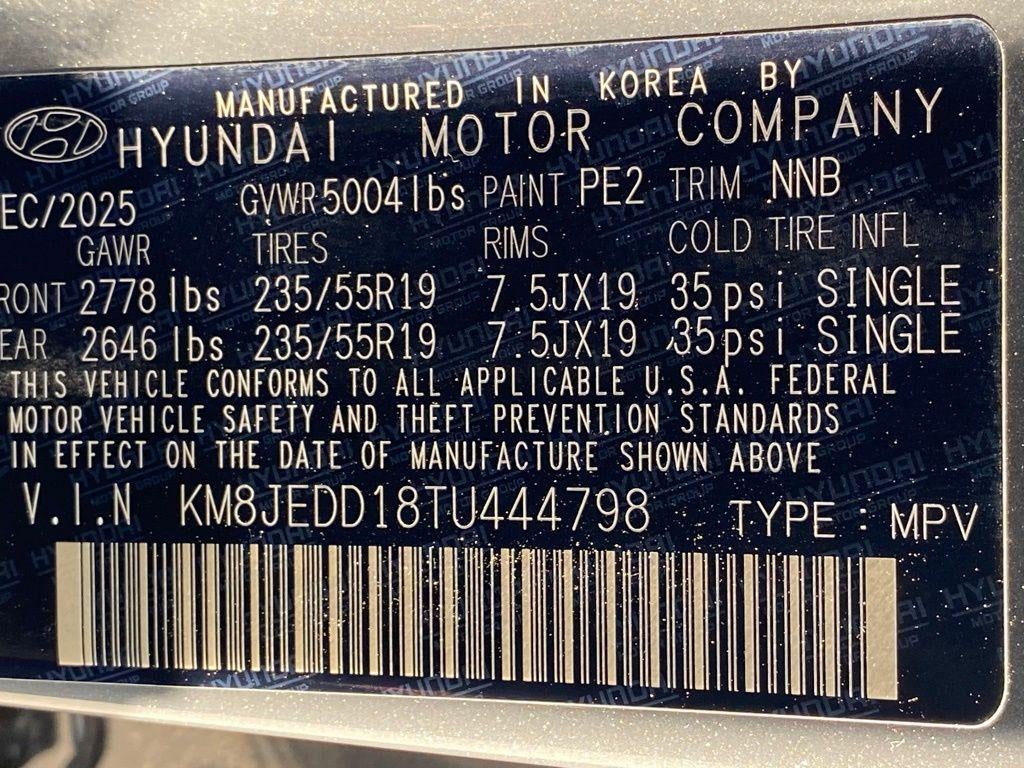 MANUFACTURED IN KOREA BY
HYUNDAI MOTOR COMPANY
EC/2025 GVWR 5004lbs PAINT PE2 TRIM NNB
GAWR TIRES RIMS COLD TIRE INFL
RONT 2778 lbs 235/55R19 7.5JX19 35psi SINGLE
EAR 2646 lbs 235/55R19 7.5JX19 35psi SINGLE
THIS VEHICLE CONFORMS TO ALL APPLICABLE U.S.A. FEDERAL
MOTOR VEHICLE SAFETY AND THEFT PREVENTION STANDARDS
IN EFFECT ON THE DATE OF MANUFACTURE SHOWN ABOVE
V.I.N KM8JEDD18TU444798 TYPE : MPV